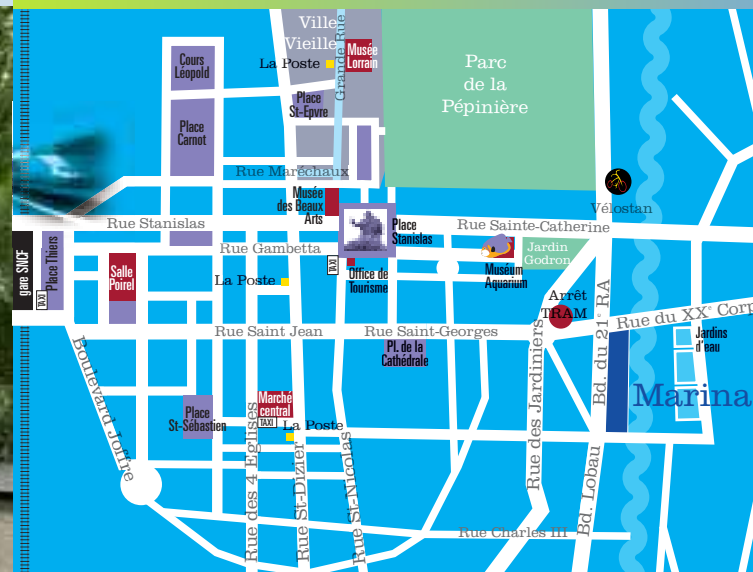 Ville
Vieille
Grande Rue
La Poste
Musée
Lorrain
Cours
Léopold
Place
St-Epvre
Place
Carnot
Parc
de la
Pépinière
Rue Maréchaux
Musée
des Beaux
Arts
Vélostan
Rue Stanislas
Place
Stanislas
Rue Sainte-Catherine
Rue Gambetta
gare SNCF
Place Thiers
TAXI
Salle
Poirel
La Poste
TAXI
Office de
Tourisme
Muséum
Aquarium
Jardin
Godron
Arrêt
TRAM
Bd. du 21° RA
Rue du XX° Corp
Jardins
d'eau
Rue Saint Jean
Rue Saint-Georges
Pl. de la
Cathédrale
Marina
Boulevard Joffre
Place
St-Sébastien
Marché
central
TAXI
La Poste
Rue des 4 Eglises
Rue St-Dizier
Rue St-Nicolas
Rue des Jardiniers
Bd. Lobau
Rue Charles III